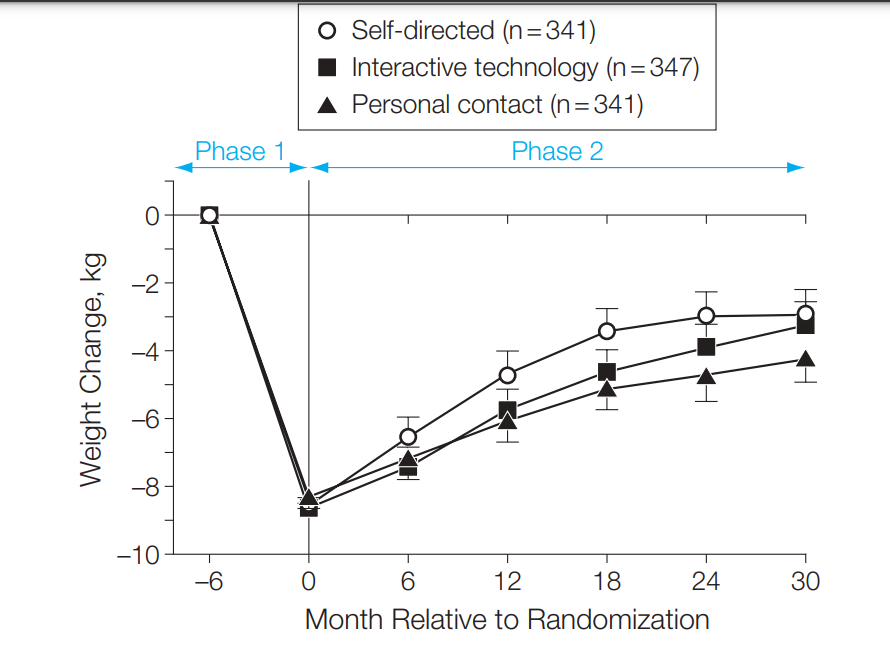 Self-directed (n=341)
Interactive technology (n=347)
Personal contact (n=341)
Phase 1
Phase 2
Weight Change, kg
0
−2
−4
−6
−8
−10
−6
0
6
12
18
24
30
Month Relative to Randomization